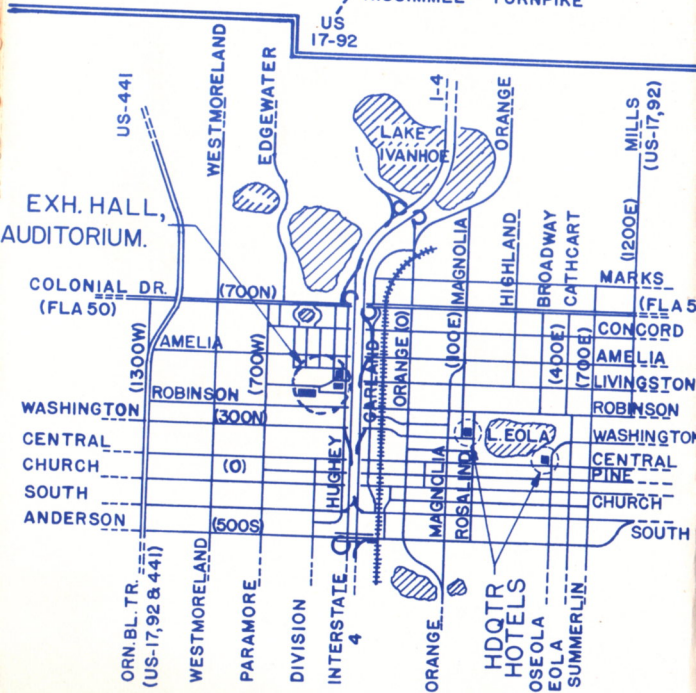 TURNPIKE
US
17-92
US-441
WESTMORELAND
EDGEWATER
LAKE
IVANHOE
I-4
ORANGE
MILLS
(US-17,92)
EXH. HALL,
AUDITORIUM.
MAGNOLIA
HIGHLAND
BROADWAY
CATHCART
(1200E)
MARKS
COLONIAL DR.
(700N)
(FLA 50)
(FLA 5
CONCORD
(1300W)
AMELIA
(700W)
GARLAND
ORANGE (0)
(100E)
(400E)
(700E)
AMELIA
LIVINGSTON
ROBINSON
ROBINSON
WASHINGTON
(300N)
L. EOLA
WASHINGTON
CENTRAL
CENTRAL
PINE
CHURCH
(0)
HUGHEY
MAGNOLIA
ROSALIND
SOUTH
CHURCH
ANDERSON
(500S)
SOUTH
ORN. BL. TR.
(US-17,92 & 441)
WESTMORELAND
PARAMORE
DIVISION
INTERSTATE
4
ORANGE
HDQTR
HOTELS
OSEOLA
EOLA
SUMMERLIN